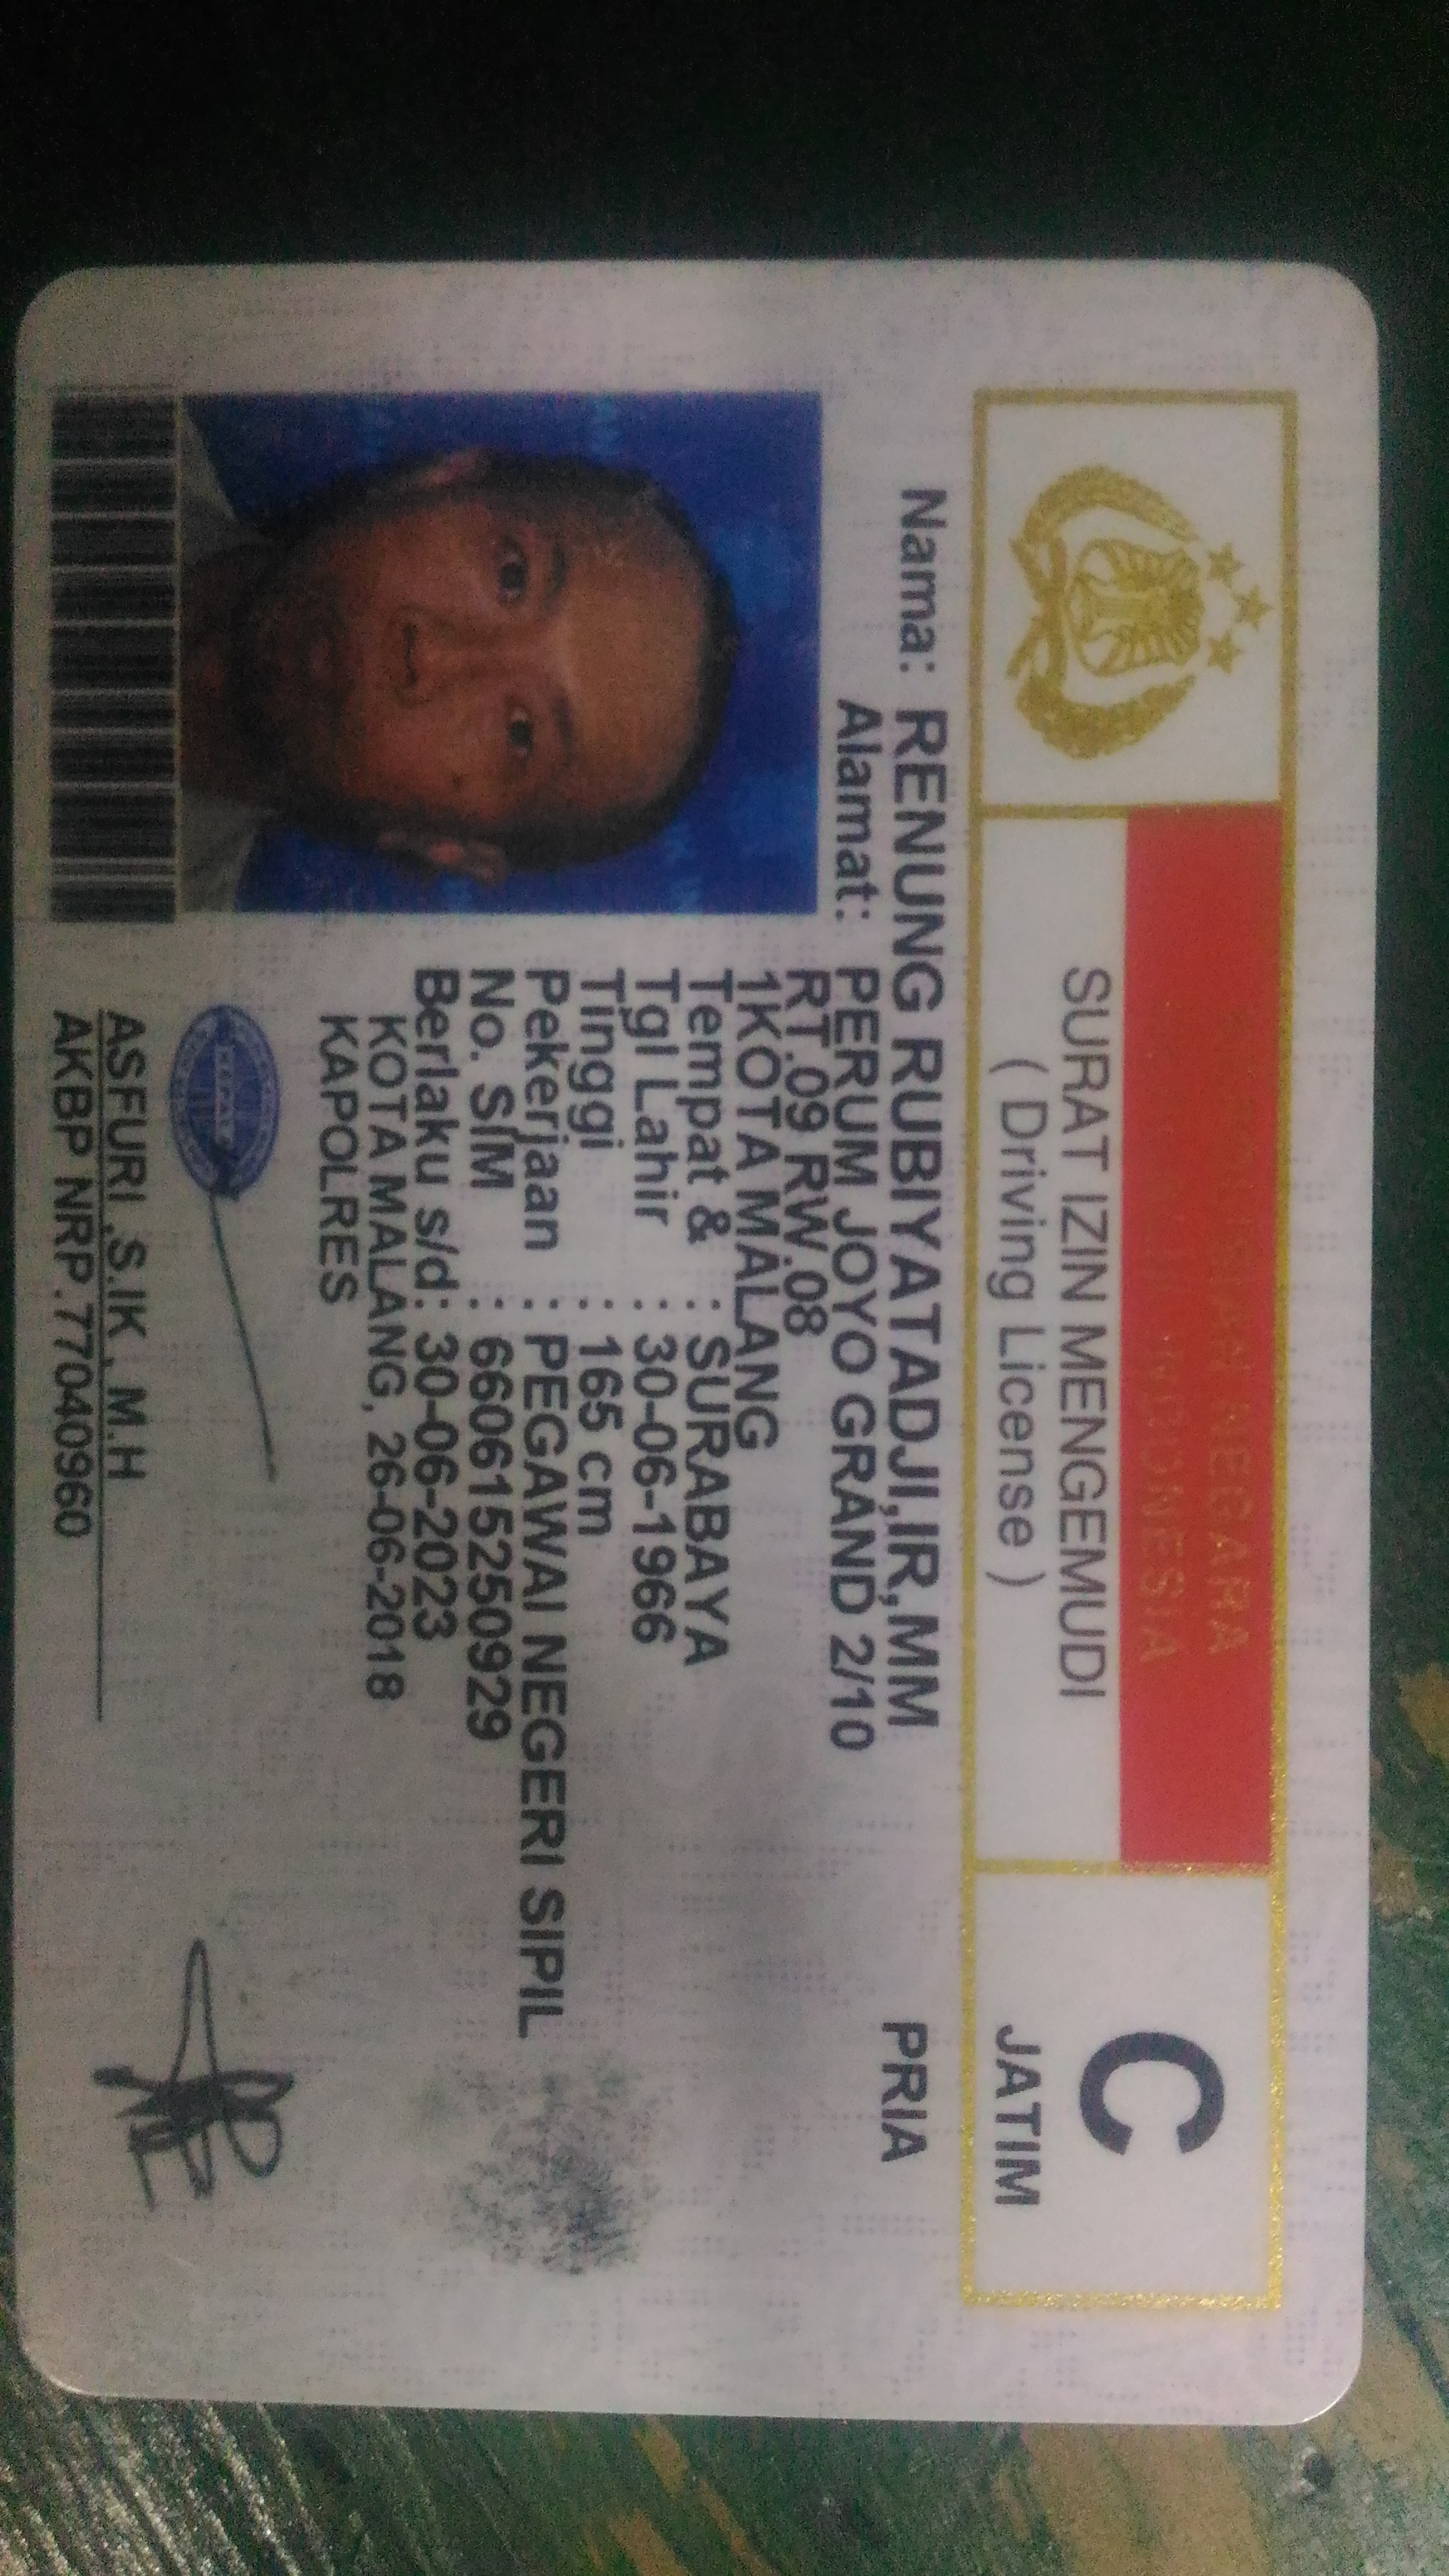 KEPOLISIAN NEGARA
REPUBLIK INDONESIA
SURAT IZIN MENGEMUDI
( Driving License )
C
JATIM
Nama: RENUNG RUBIYATADJI,IR,MM PRIA
Alamat: PERUM JOYO GRAND 2/10
RT.09 RW.08
1KOTA MALANG
Tempat & : SURABAYA
Tgl Lahir : 30-06-1966
Tinggi : 165 cm
Pekerjaan : PEGAWAI NEGERI SIPIL
No. SIM : 660615250929
Berlaku s/d: 30-06-2023
KOTA MALANG, 26-06-2018
KAPOLRES
KEPALA
ASFURI ,S.IK , M.H
AKBP NRP.77040960